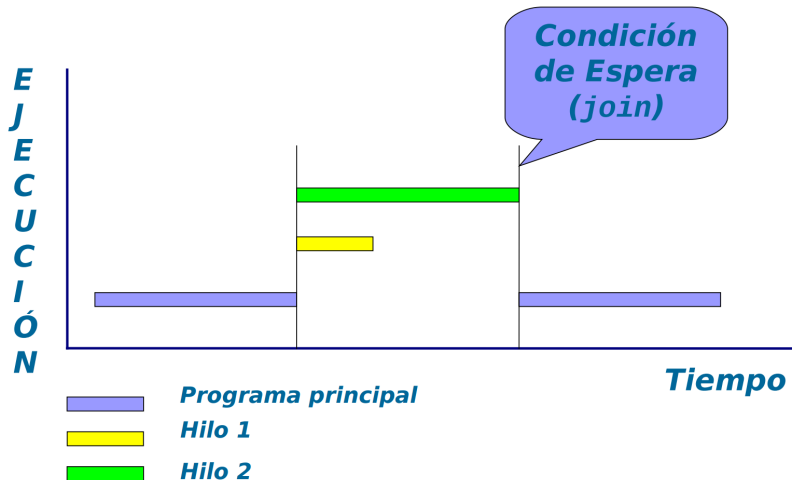 Condición
de Espera
(join)
E
J
E
C
U
C
I
Ó
N
Tiempo
Programa principal
Hilo 1
Hilo 2